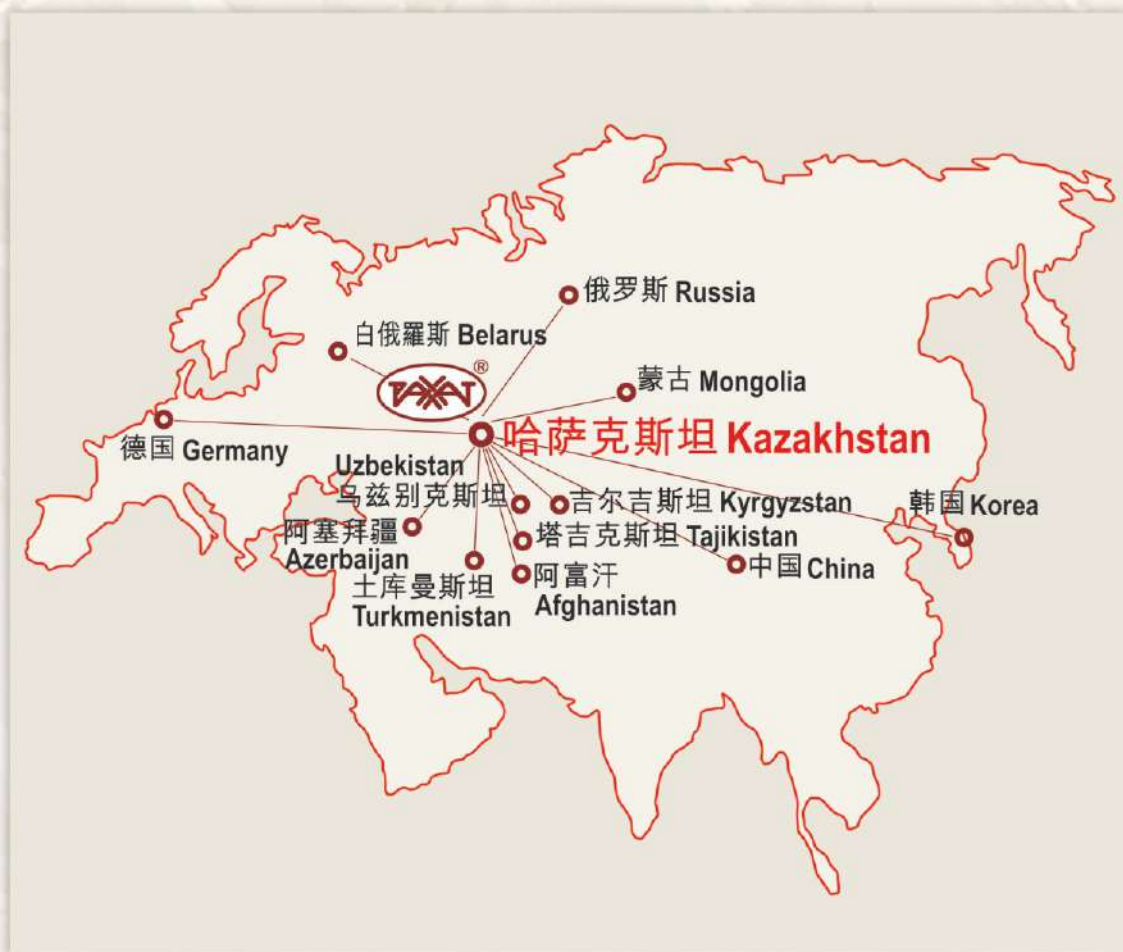 俄罗斯 Russia
白俄羅斯 Belarus
®
RAXAT
蒙古 Mongolia
哈萨克斯坦 Kazakhstan
德国 Germany
Uzbekistan
乌兹别克斯坦
吉尔吉斯坦 Kyrgyzstan
韩国 Korea
阿塞拜疆
Azerbaijan
塔吉克斯坦 Tajikistan
中国 China
土库曼斯坦
Turkmenistan
阿富汗
Afghanistan